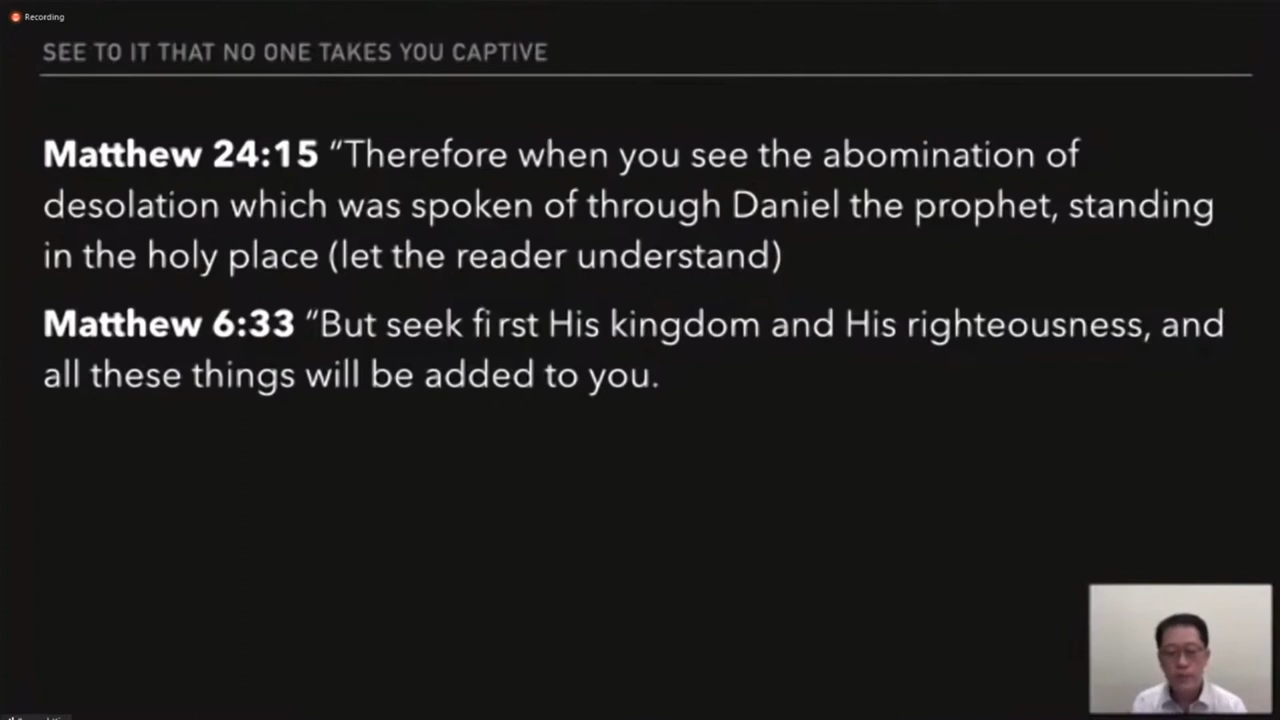 Recording
SEE TO IT THAT NO ONE TAKES YOU CAPTIVE
Matthew 24:15 “Therefore when you see the abomination of
desolation which was spoken of through Daniel the prophet, standing
in the holy place (let the reader understand)
Matthew 6:33 “But seek first His kingdom and His righteousness, and
all these things will be added to you.